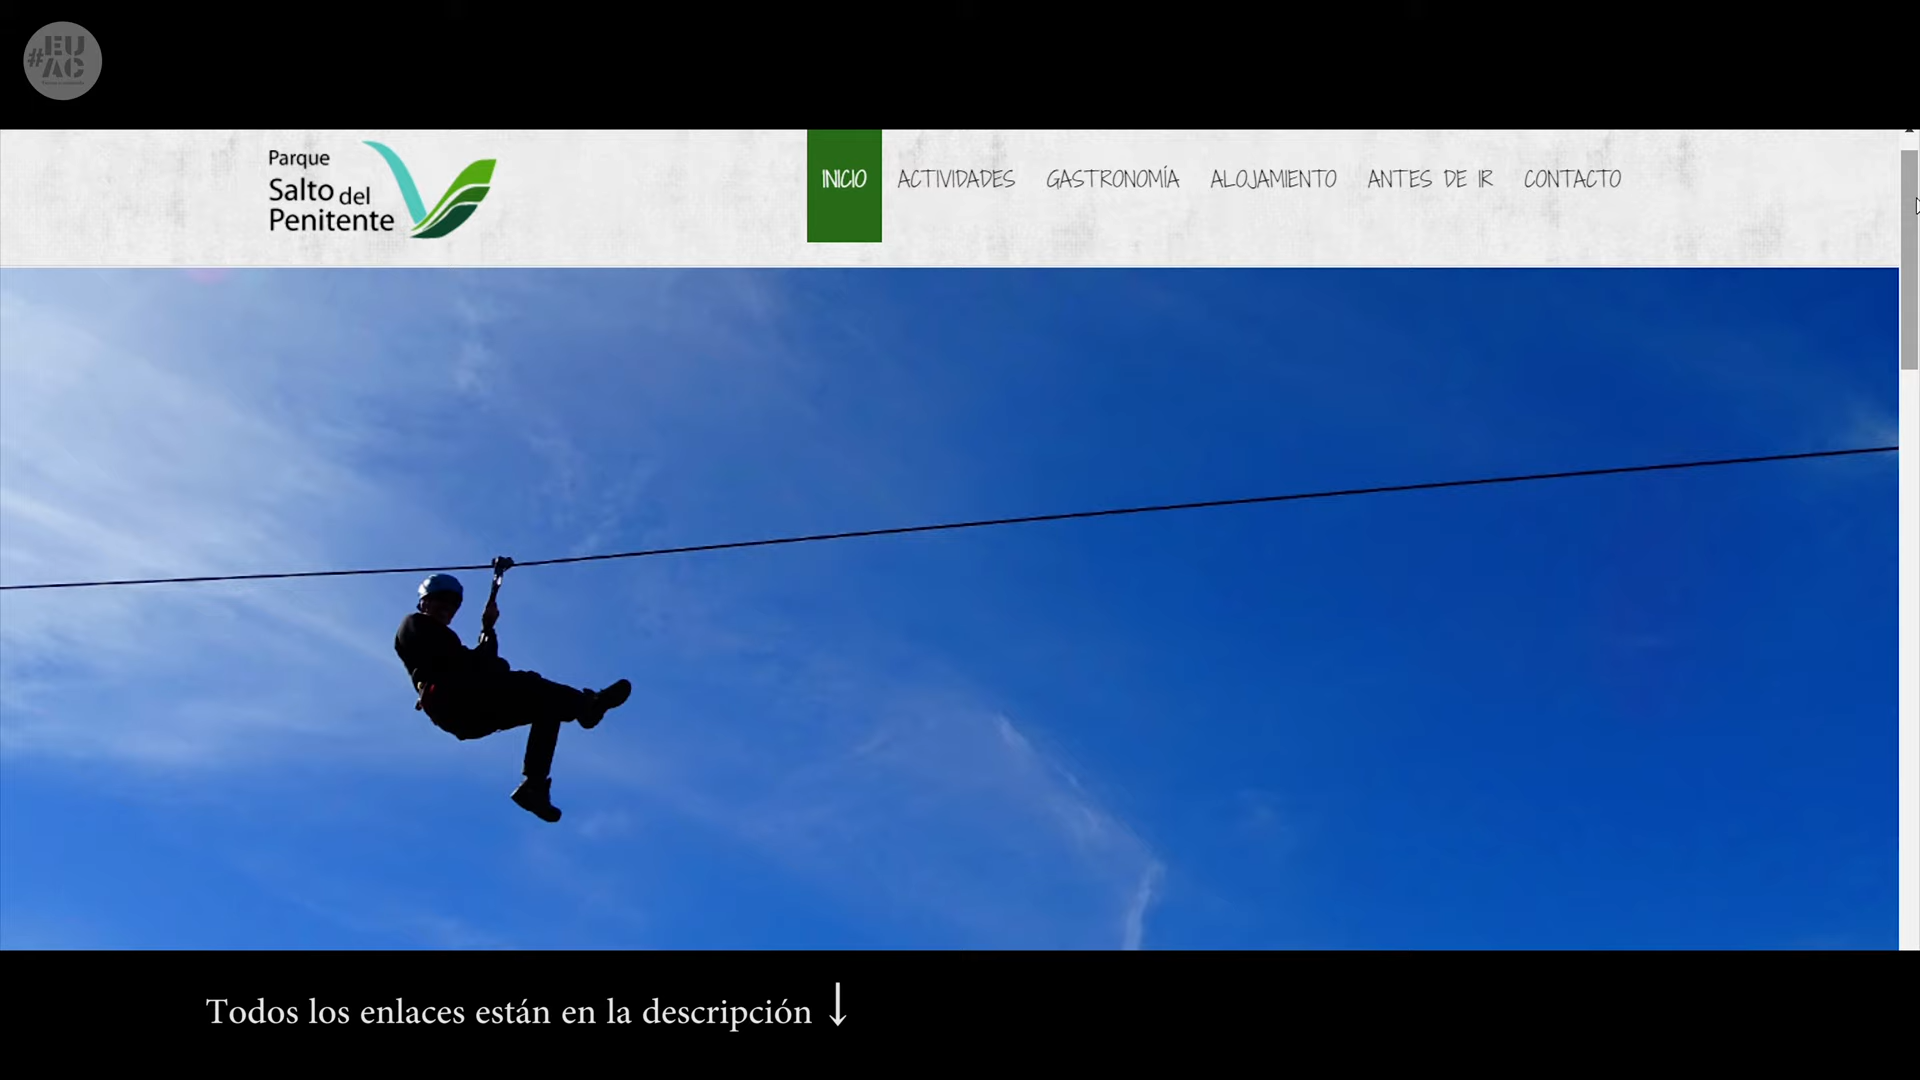 #EU
AC
Parque
Salto del
Penitente
INICIO
ACTIVIDADES
GASTRONOMÍA
ALOJAMIENTO
ANTES DE IR
CONTACTO
Todos los enlaces están en la descripción ↓